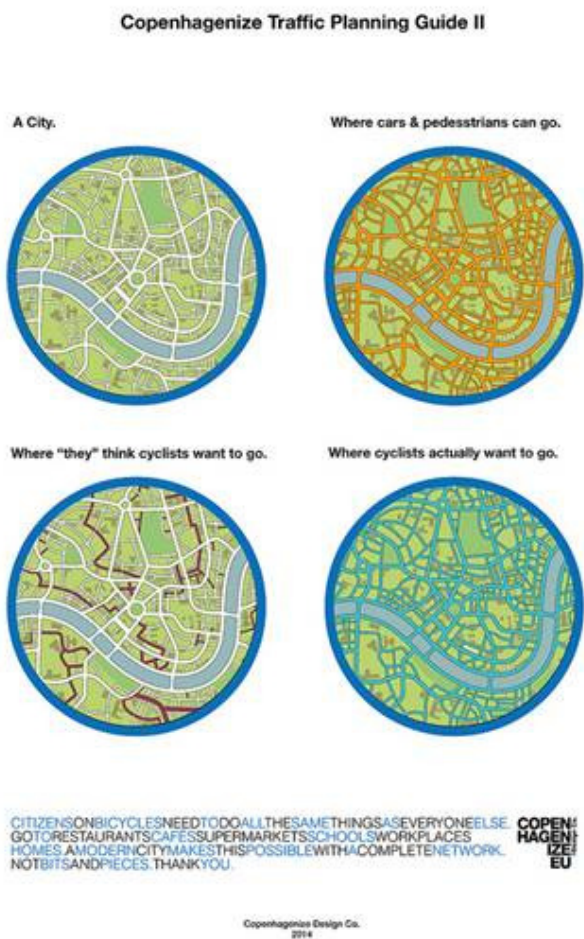 Copenhagenize Traffic Planning Guide II
A City.
Where cars & pedesstrians can go.
Where "they" think cyclists want to go.
Where cyclists actually want to go.
CITIZENSONBICYCLESNEEDTODOALLTHESAMETHINGSASEVERYONEELSE.
GOTORESTAURANTSCAFESSUPERMARKETSSCHOOLSWORKPLACES
HOMES.AMODERNCITYMAKESTHISPOSSIBLEWITHACOMPLETENETWORK.
NOTBITSANDPIECES.THANKYOU.
COPEN
HAGEN
IZE
EU
Copenhagenize Design Co.
2014